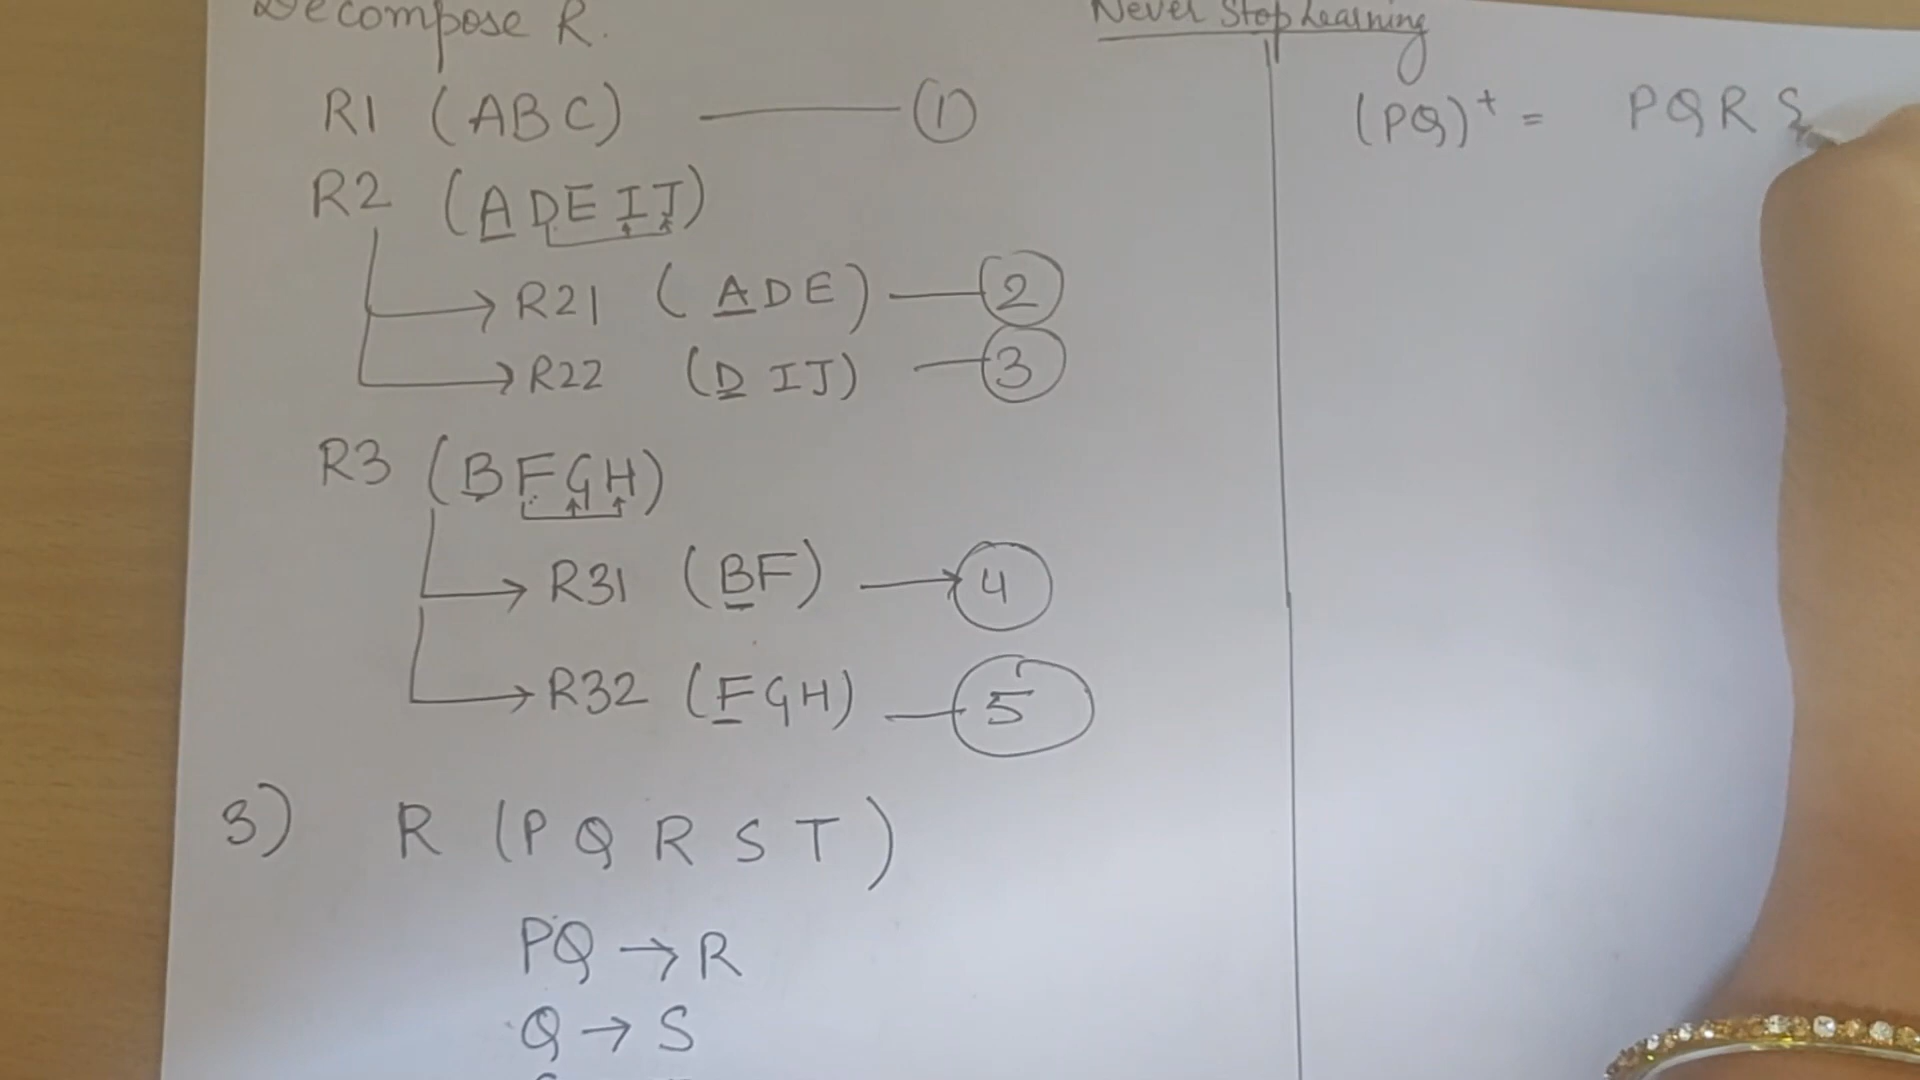 Decompose R.
R1 (ABC) ——— 1
R2 (ADEIJ)
→ R21 (ADE) — 2
→ R22 (DIJ) — 3
R3 (BFGH)
→ R31 (BF) → 4
→ R32 (FGH) — 5
3) R (P Q R S T)
PQ → R
Q → S
Never Stop Learning
(PQ)⁺ = PQRS